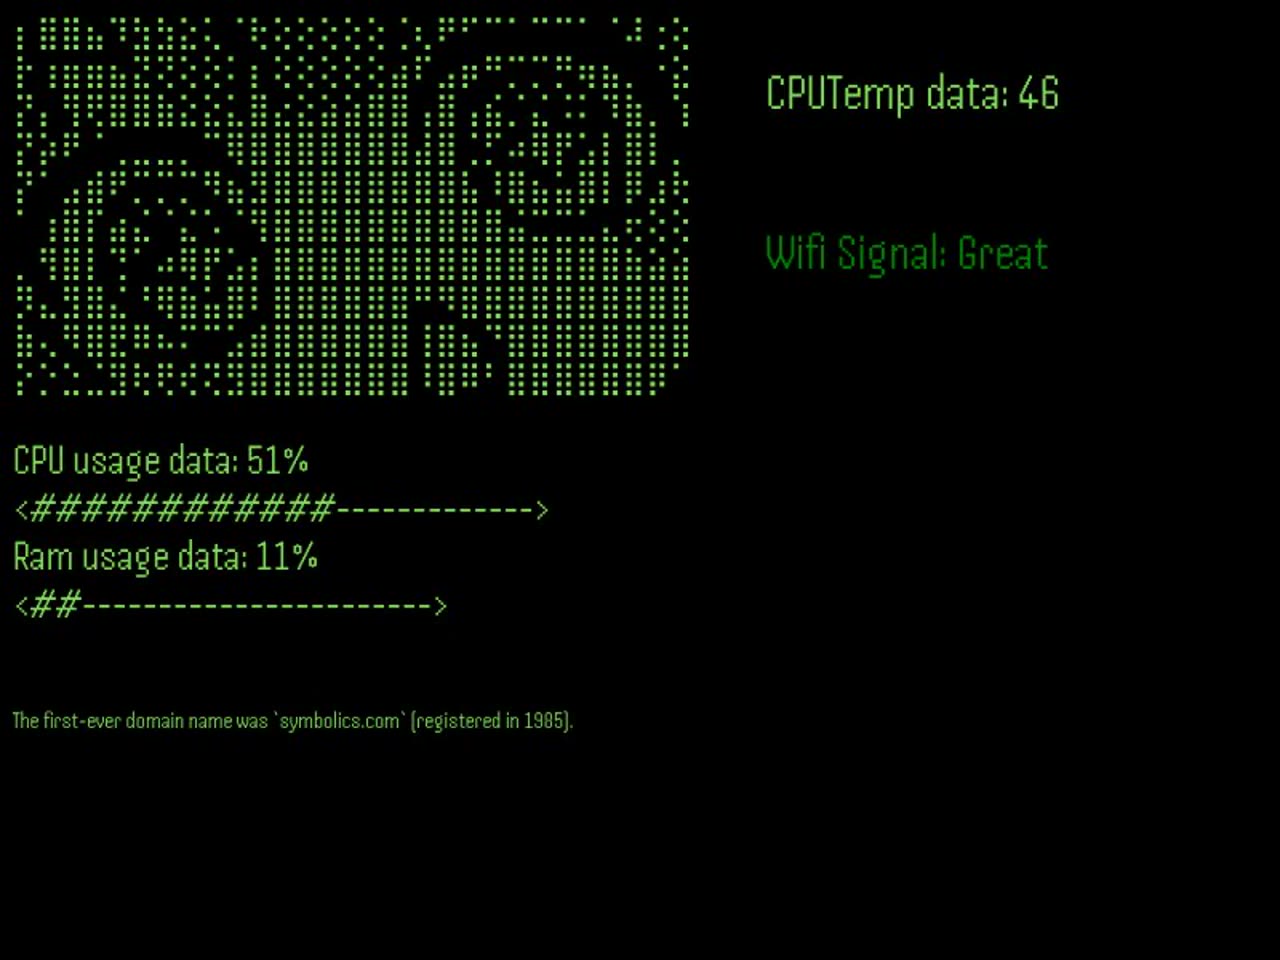 CPUTemp data: 46
Wifi Signal: Great
CPU usage data: 51%
<############------------->
Ram usage data: 11%
<##----------------------->
The first-ever domain name was `symbolics.com` (registered in 1985).